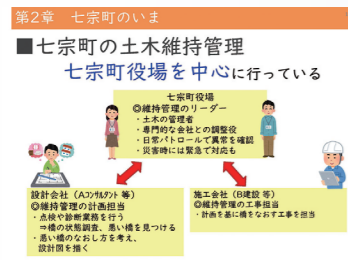 第2章　七宗町のいま
■七宗町の土木維持管理
七宗町役場を中心に行っている
七宗町役場
◎維持管理のリーダー
・土木の管理者
・専門的な会社との調整役
・日常パトロールで異常を確認
・災害時には緊急で対応も
設計会社（Aコンサルタント 等）
◎維持管理の計画担当
・点検や診断業務を行う
⇒橋の状態調査、悪い橋を見つける
・悪い橋のなおし方を考え、
設計図を描く
施工会社（B建設 等）
◎維持管理の工事担当
・計画を基に橋をなおす工事を担当